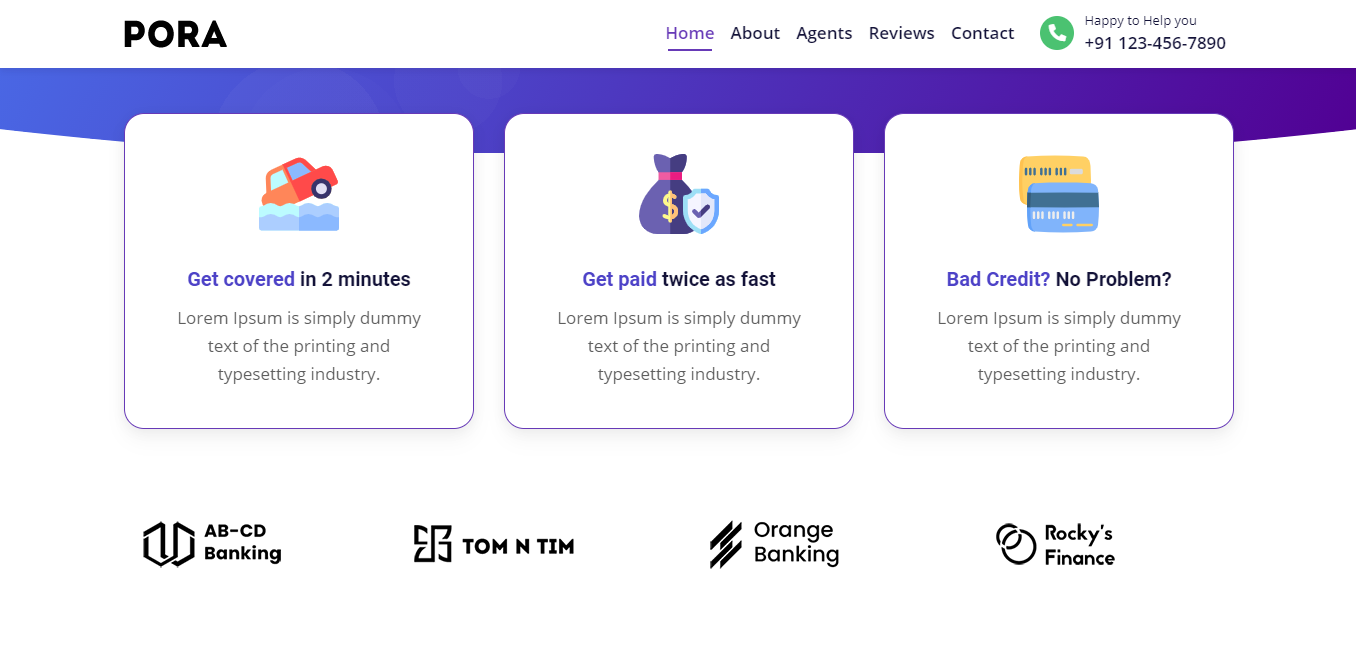 PORA
Home About Agents Reviews Contact
Happy to Help you
+91 123-456-7890
Get covered in 2 minutes
Lorem Ipsum is simply dummy
text of the printing and
typesetting industry.
$
Get paid twice as fast
Lorem Ipsum is simply dummy
text of the printing and
typesetting industry.
Bad Credit? No Problem?
Lorem Ipsum is simply dummy
text of the printing and
typesetting industry.
AB-CD
Banking
TOM N TIM
Orange
Banking
Rocky's
Finance